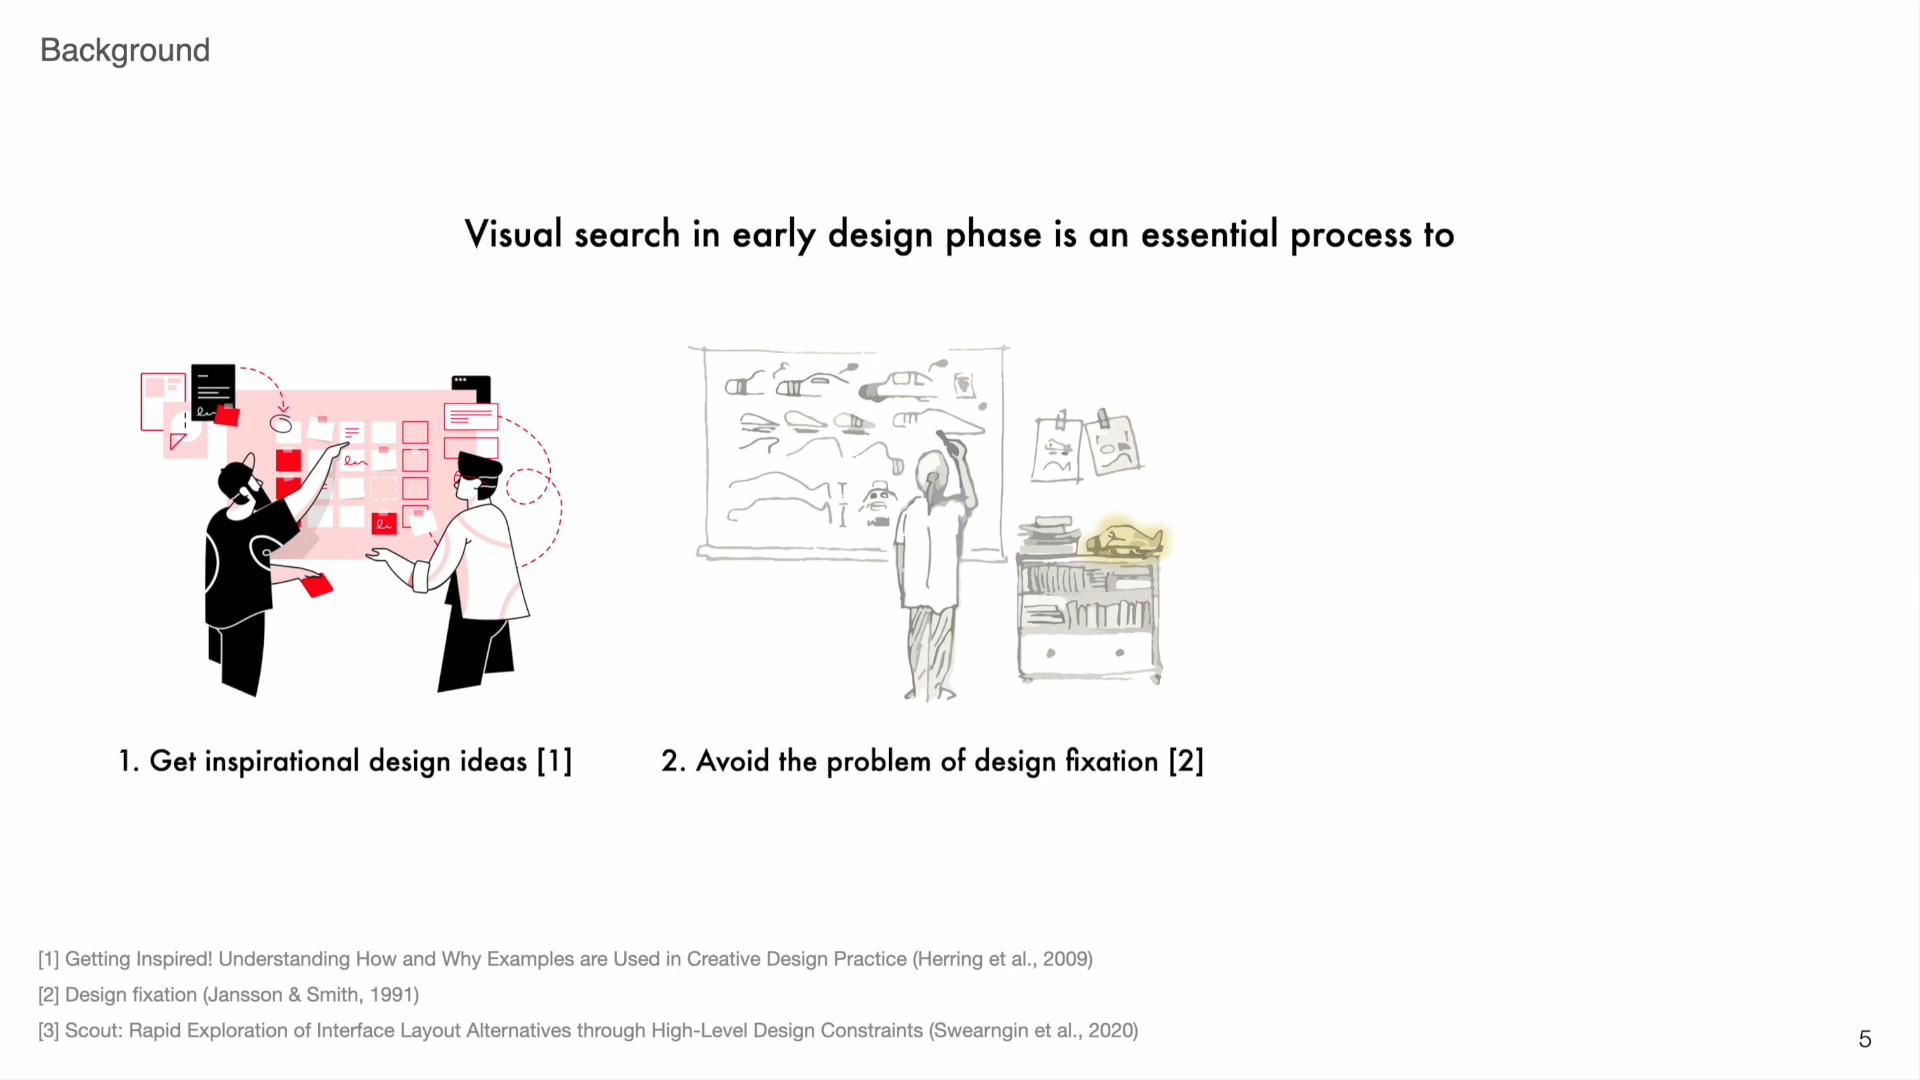 Background
Visual search in early design phase is an essential process to
1. Get inspirational design ideas [1]
2. Avoid the problem of design fixation [2]
[1] Getting Inspired! Understanding How and Why Examples are Used in Creative Design Practice (Herring et al., 2009)
[2] Design fixation (Jansson & Smith, 1991)
[3] Scout: Rapid Exploration of Interface Layout Alternatives through High-Level Design Constraints (Swearngin et al., 2020)
5